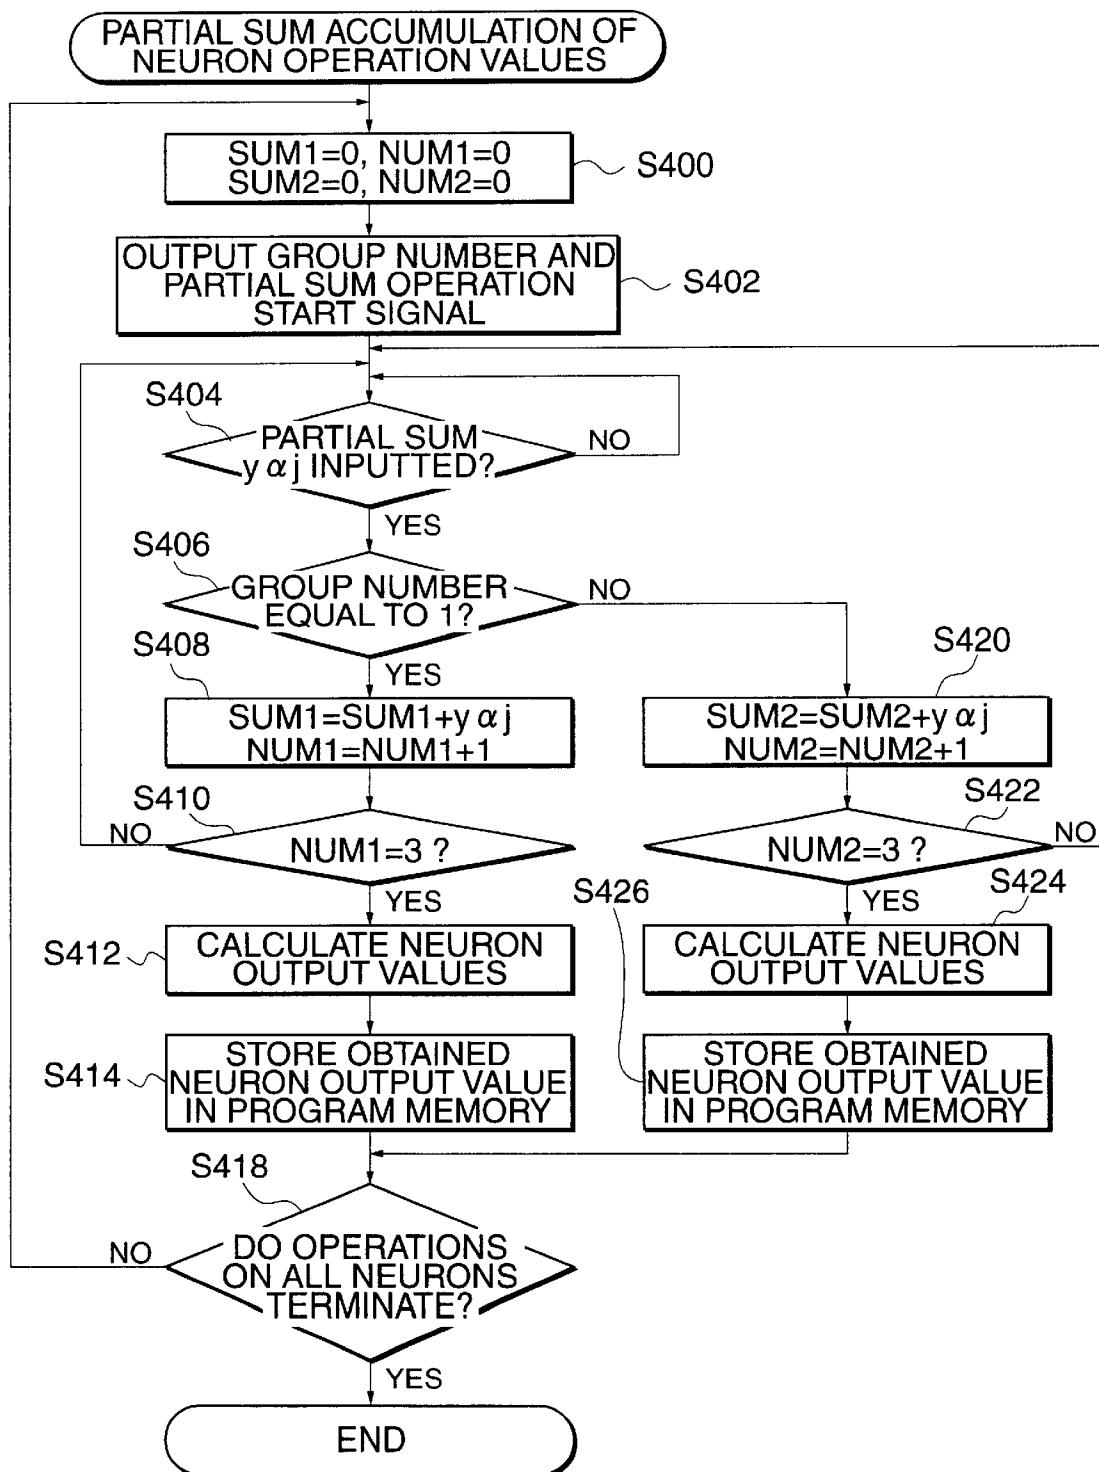 PARTIAL SUM ACCUMULATION OF
NEURON OPERATION VALUES
SUM1=0, NUM1=0
SUM2=0, NUM2=0
S400
OUTPUT GROUP NUMBER AND
PARTIAL SUM OPERATION
START SIGNAL
S402
S404
PARTIAL SUM
y α j INPUTTED?
NO
YES
S406
GROUP NUMBER
EQUAL TO 1?
NO
YES
S408
SUM1=SUM1+y α j
NUM1=NUM1+1
S420
SUM2=SUM2+y α j
NUM2=NUM2+1
S410
NO
NUM1=3 ?
YES
S422
NUM2=3 ?
NO
YES
S412
CALCULATE NEURON
OUTPUT VALUES
S426
S424
CALCULATE NEURON
OUTPUT VALUES
S414
STORE OBTAINED
NEURON OUTPUT VALUE
IN PROGRAM MEMORY
STORE OBTAINED
NEURON OUTPUT VALUE
IN PROGRAM MEMORY
S418
NO
DO OPERATIONS
ON ALL NEURONS
TERMINATE?
YES
END